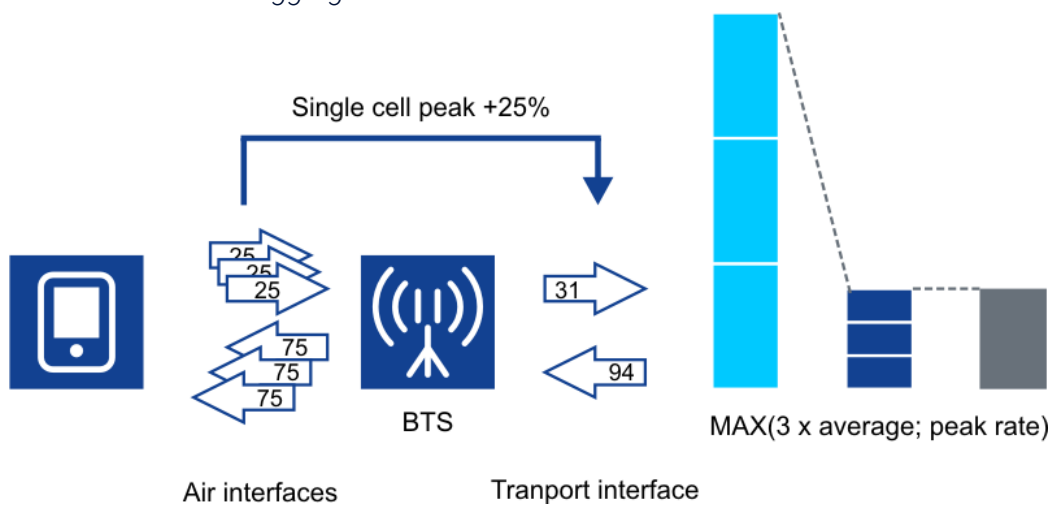 Single cell peak +25%
25
25
25
31
75
75
75
94
BTS
MAX(3 x average; peak rate)
Air interfaces
Tranport interface